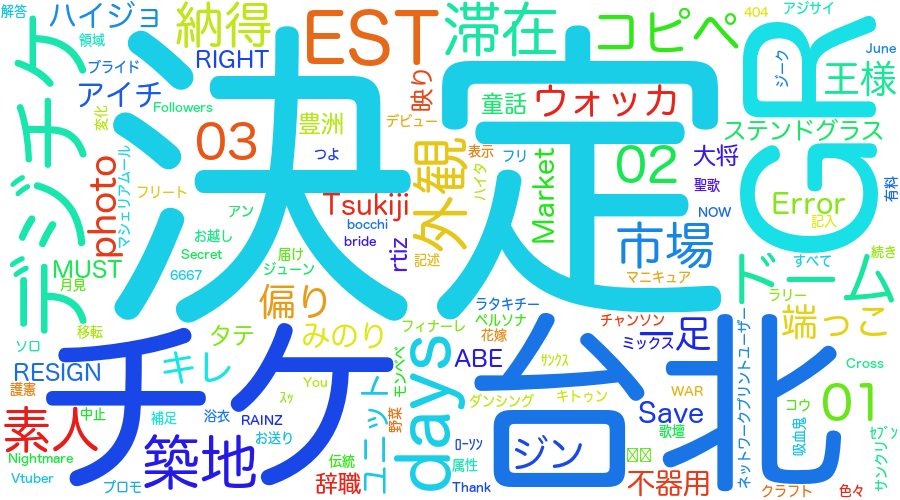 解答
ハイジョ
納得
EST
滞在
コピペ
404
アジサイ
領域
RIGHT
June
ブライド
映り
ジーク
GR
王様
デジチケ
アイチ
Followers
決定
童話
ウォッカ
変化
03
豊洲
デビュー
ステンドグラス
photo
マシェリアムール
つよ
外観
表示
フリ
02
大将
フリート
ハイタ
Market
聖歌
有料
アン
Tsukiji
Error
bocchi
NOW
記入
お越し
bride
rtiz
市場
Secret
届け
記述
続き
MUST
ジューン
ドーム
すべて
月見
6667
偏り
マニキュア
ラリー
移転
タテ
みのり
フィナーレ
ラタキチー
ペルソナ
チャンソン
端っこ
ソロ
花嫁
ミックス
一足
ネットワークプリントユーザー
チケ
キレ
ABE
台北
Cross
RESIGN
You
モンペペ
days
サンクス
護憲
スッ
ユニット
ダンシング
キトゥン
WAR
01
素人
中止
補足
浴衣
RAINZ
野菜
Save
コウ
築地
お送り
ローソン
ジン
歌壇
吸血鬼
セブン
Nightmare
伝統
属性
サンクリ
Vtuber
プロモ
辞職
Thank
不器用
クラフト
色々